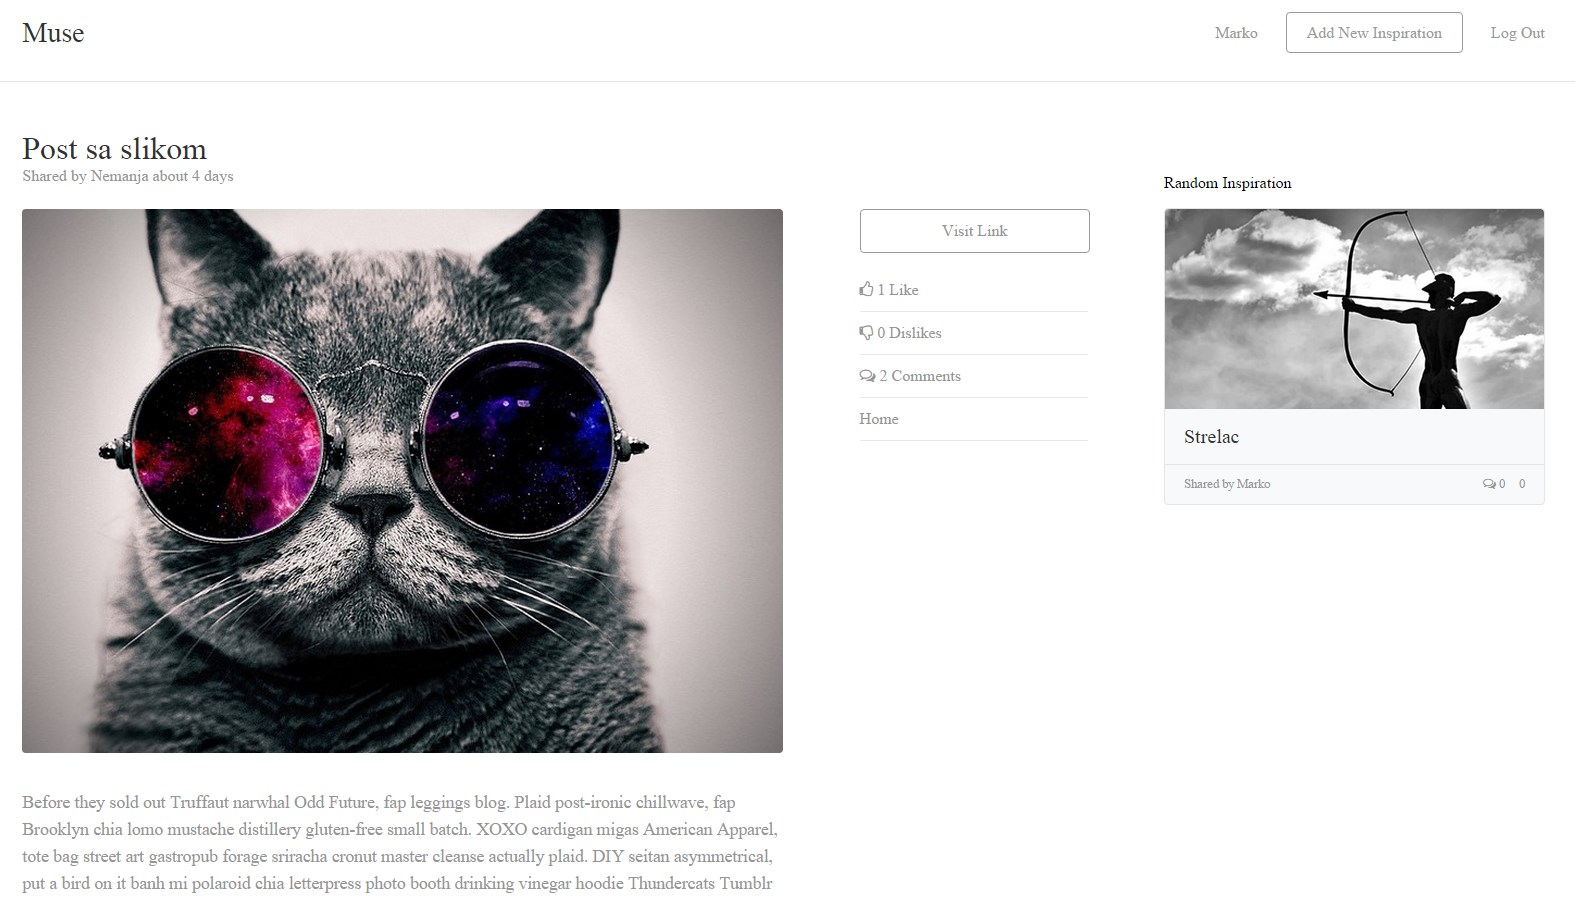 Muse
Marko
Add New Inspiration
Log Out
Post sa slikom
Shared by Nemanja about 4 days
Visit Link
1 Like
0 Dislikes
2 Comments
Home
Random Inspiration
Strelac
Shared by Marko
0 0
Before they sold out Truffaut narwhal Odd Future, fap leggings blog. Plaid post-ironic chillwave, fap
Brooklyn chia lomo mustache distillery gluten-free small batch. XOXO cardigan migas American Apparel,
tote bag street art gastropub forage sriracha cronut master cleanse actually plaid. DIY seitan asymmetrical,
put a bird on it banh mi polaroid chia letterpress photo booth drinking vinegar hoodie Thundercats Tumblr